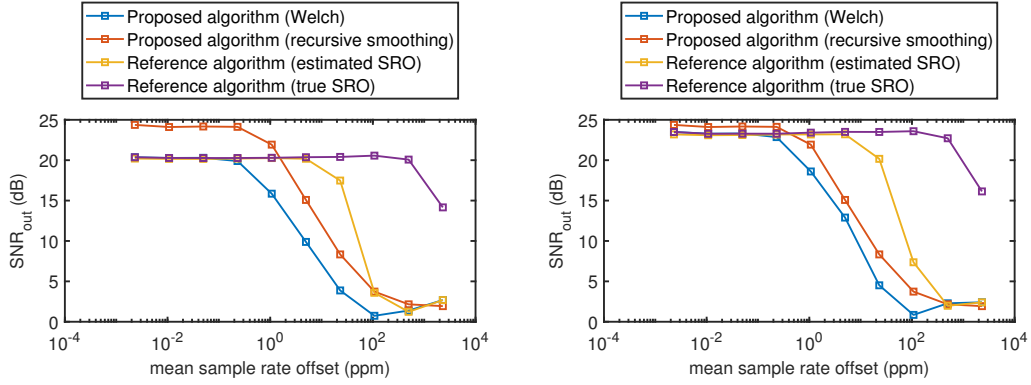 Proposed algorithm (Welch)
Proposed algorithm (recursive smoothing)
Reference algorithm (estimated SRO)
Reference algorithm (true SRO)
25
20
15
10
5
0
SNR_out (dB)
10^-4
10^-2
10^0
10^2
10^4
mean sample rate offset (ppm)
Proposed algorithm (Welch)
Proposed algorithm (recursive smoothing)
Reference algorithm (estimated SRO)
Reference algorithm (true SRO)
25
20
15
10
5
0
SNR_out (dB)
10^-4
10^-2
10^0
10^2
10^4
mean sample rate offset (ppm)